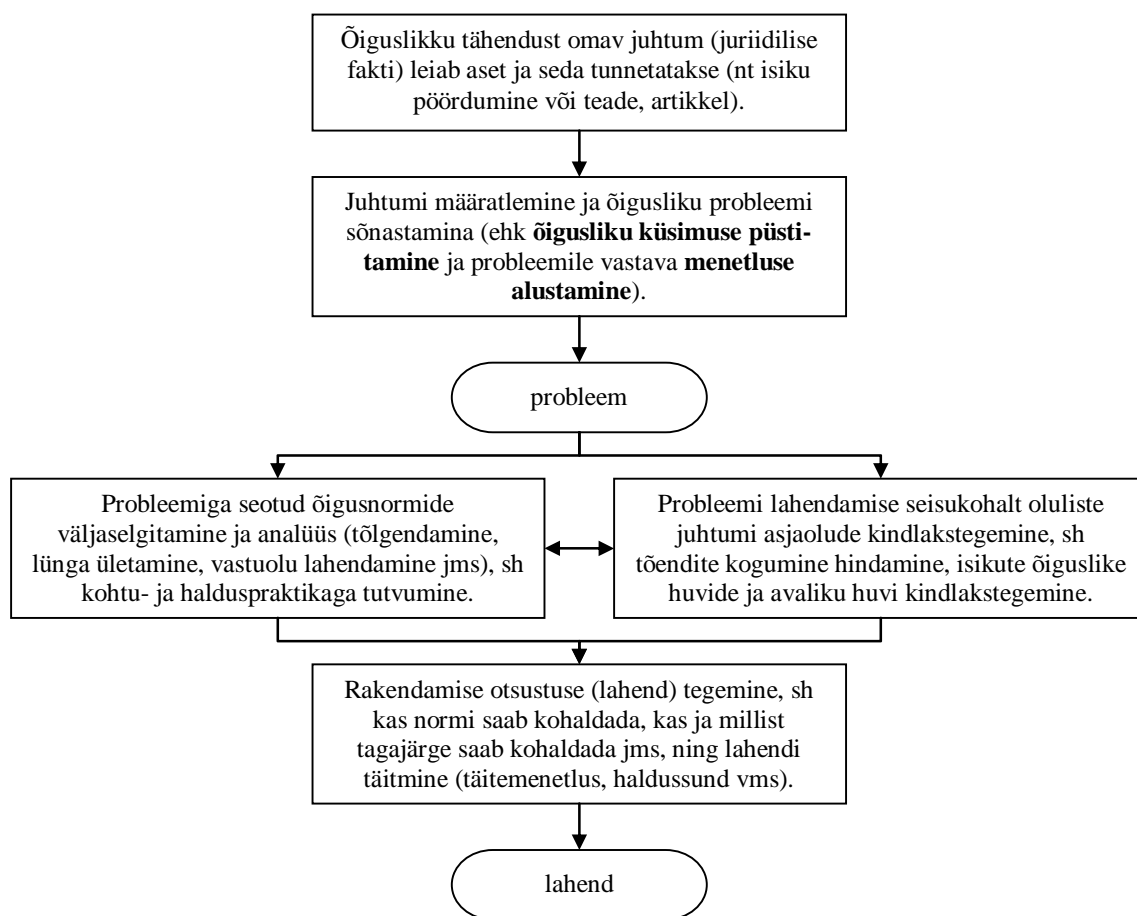 Õiguslikku tähendust omav juhtum (juriidilise
fakti) leiab aset ja seda tunnetatakse (nt isiku
pöördumine või teade, artikkel).
Juhtumi määratlemine ja õigusliku probleemi
sõnastamina (ehk õigusliku küsimuse püsti-
tamine ja probleemile vastava menetluse
alustamine).
probleem
Probleemiga seotud õigusnormide
väljaselgitamine ja analüüs (tõlgendamine,
lünga ületamine, vastuolu lahendamine jms), sh
kohtu- ja halduspraktikaga tutvumine.
Probleemi lahendamise seisukohalt oluliste
juhtumi asjaolude kindlakstegemine, sh
tõendite kogumine hindamine, isikute õiguslike
huvide ja avaliku huvi kindlakstegemine.
Rakendamise otsustuse (lahend) tegemine, sh
kas normi saab kohaldada, kas ja millist
tagajärge saab kohaldada jms, ning lahendi
täitmine (täitemenetlus, haldussund vms).
lahend